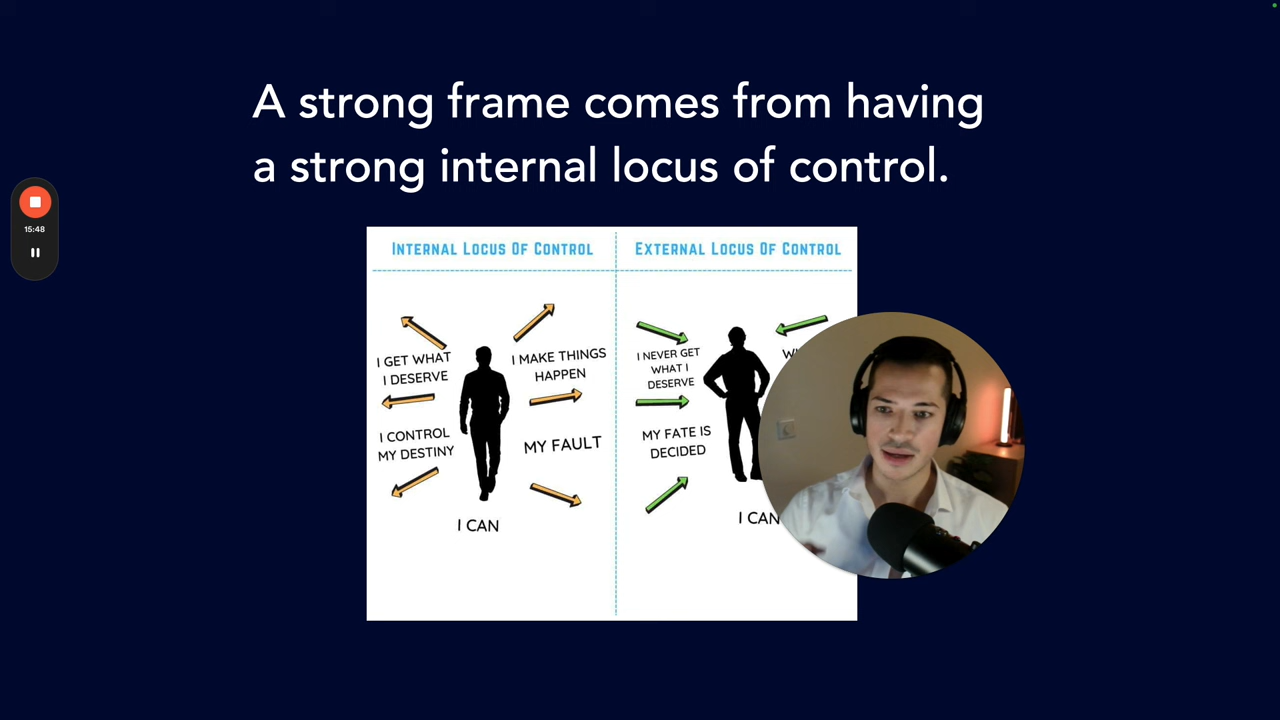 A strong frame comes from having
a strong internal locus of control.
15:48
INTERNAL LOCUS OF CONTROL
I GET WHAT
I DESERVE
I MAKE THINGS
HAPPEN
I CONTROL
MY DESTINY
MY FAULT
I CAN
EXTERNAL LOCUS OF CONTROL
I NEVER GET
WHAT I
DESERVE
MY FATE IS
DECIDED
I CAN